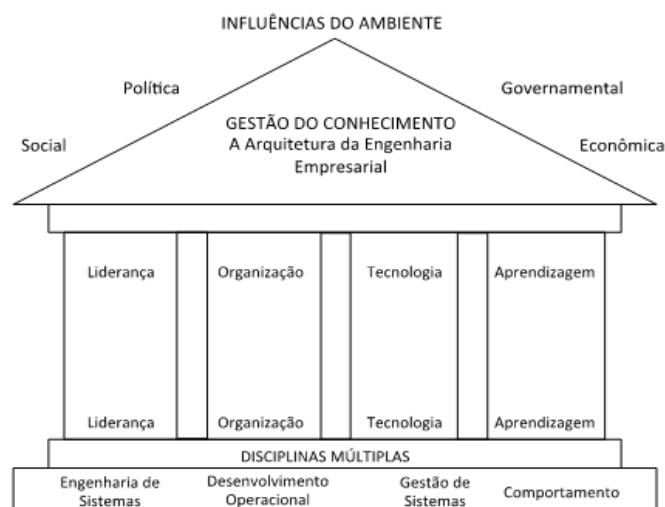 INFLUÊNCIAS DO AMBIENTE
Política
Governamental
GESTÃO DO CONHECIMENTO
Social
A Arquitetura da Engenharia
Econômica
Empresarial
Liderança
Organização
Tecnologia
Aprendizagem
Liderança
Organização
Tecnologia
Aprendizagem
DISCIPLINAS MÚLTIPLAS
Engenharia de
Sistemas
Desenvolvimento
Operacional
Gestão de
Sistemas
Comportamento